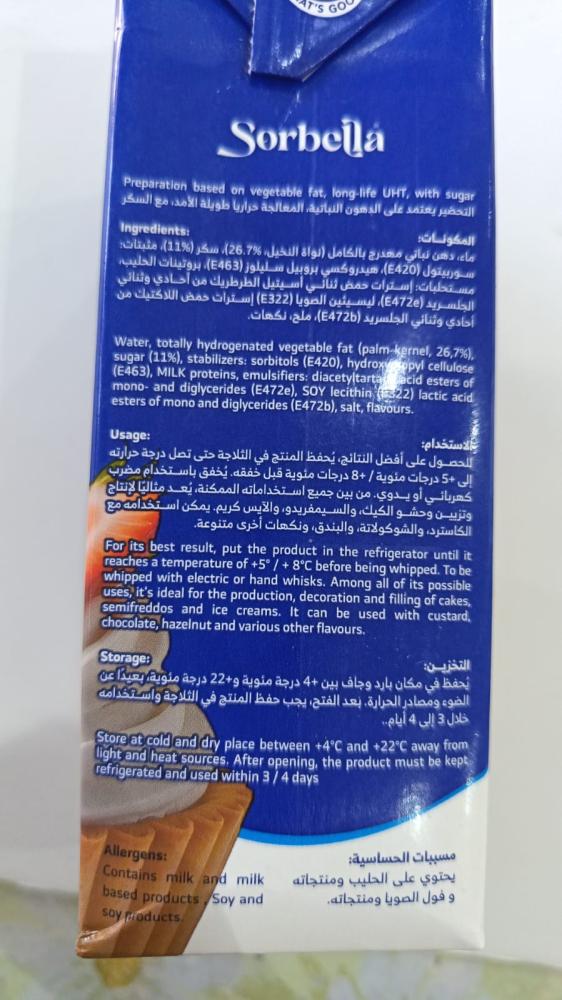 HAT'S GOO
Sorbella
Preparation based on vegetable fat, long-life UHT, with sugar
التحضير يعتمد على الدهون النباتية، المعالجة حراريا طويلة الأمد، مع السكر
Ingredients: المكونـات:
ماء، دهن نباتي مهدرج بالكامل (نواة النخيل، 26.7%، سكر (11%)، مثبتات:
سوربيتول (E420)، هيدروكسي بروبيل سليلوز (E463)، بروتينات الحليب،
مستحلبات: إسترات حمض ثنائي أسيتيل الطرطريك من أحادي وثنائي
الجلسريد (E472e)، ليسيثين الصويا (E322) إسترات حمض اللاكتيك من
أحادي وثنائي الجلسريد (E472b)، ملح، نكهات.
Water, totally hydrogenated vegetable fat (palm kernel, 26,7%),
sugar (11%), stabilizers: sorbitols (E420), hydroxypropyl cellulose
(E463), MILK proteins, emulsifiers: diacetyltartaric acid esters of
mono- and diglycerides (E472e), SOY lecithin (E322) lactic acid
esters of mono and diglycerides (E472b), salt, flavours.
Usage: الاستخدام:
للحصول على أفضل النتائج، يُحفظ المنتج في الثلاجة حتى تصل درجة حرارته
إلى +5 درجات مئوية / +8 درجات مئوية قبل خفقه. يُخفق باستخدام مضرب
كهربائي أو يدوي. من بين جميع استخداماته الممكنة، يُعد مثاليًا لإنتاج
وتزيين وحشو الكيك، والسيمفريدو، والآيس كريم. يمكن استخدامه مع
الكاسترد، والشوكولاتة، والبندق، ونكهات أخرى متنوعة.
For its best result, put the product in the refrigerator until it
reaches a temperature of +5° / + 8°C before being whipped. To be
whipped with electric or hand whisks. Among all of its possible
uses, it's ideal for the production, decoration and filling of cakes,
semifreddos and ice creams. It can be used with custard,
chocolate, hazelnut and various other flavours.
Storage: التخزيـن:
يُحفظ في مكان بارد وجاف بين +4 درجة مئوية و+22 درجة مئوية، بعيدًا عن
الضوء ومصادر الحرارة. بعد الفتح، يجب حفظ المنتج في الثلاجة واستخدامه
خلال 3 إلى 4 أيام..
Store at cold and dry place between +4°C and +22°C away from
light and heat sources. After opening, the product must be kept
refrigerated and used within 3 / 4 days
Allergens: مسببات الحساسية:
Contains milk and milk يحتوي على الحليب ومنتجاته
based products , Soy and و فول الصويا ومنتجاته.
soy products.